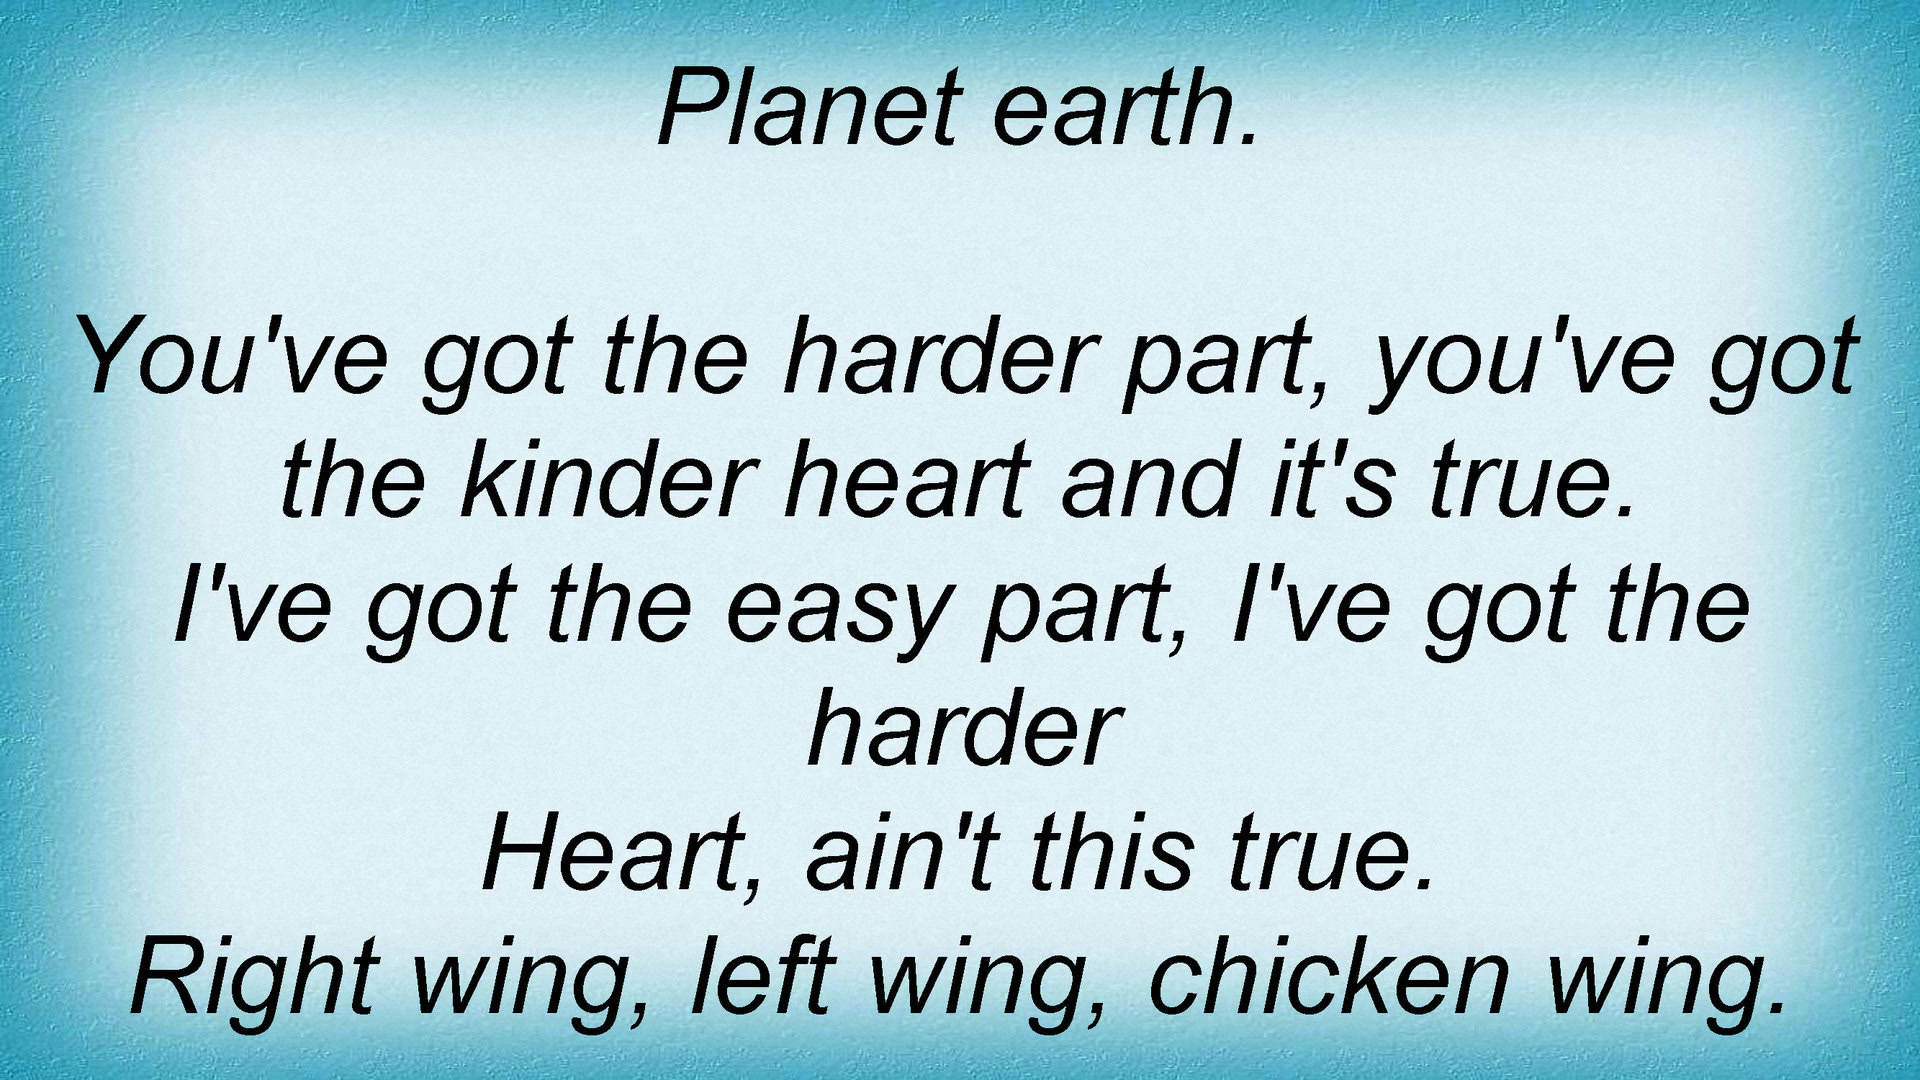 Planet earth.
You've got the harder part, you've got
the kinder heart and it's true.
I've got the easy part, I've got the
harder
Heart, ain't this true.
Right wing, left wing, chicken wing.